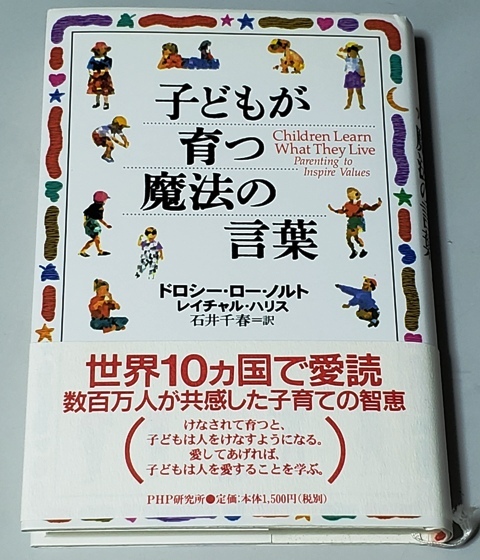 子どもが
育つ
魔法の
言葉
Children Learn
What They Live
Parenting to
Inspire Values
ドロシー・ロー・ノルト
レイチャル・ハリス
石井千春＝訳
世界10カ国で愛読
数百万人が共感した子育ての智恵
けなされて育つと、
子どもは人をけなすようになる。
愛してあげれば、
子どもは人を愛することを学ぶ。
PHP研究所●定価:本体1,500円(税別)